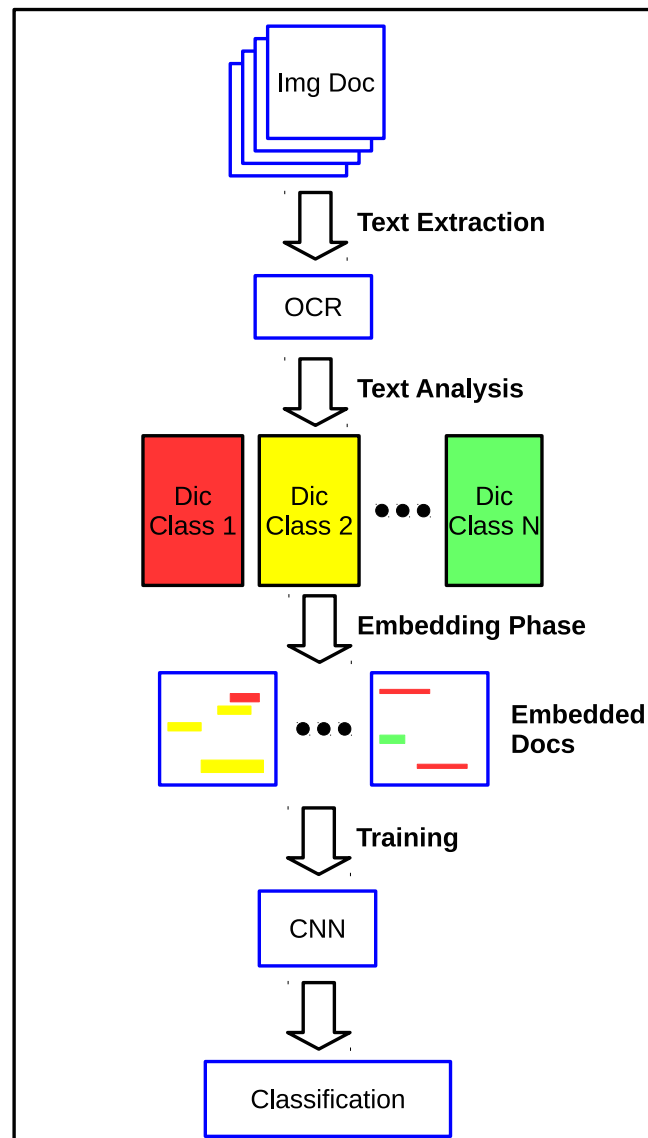 Img Doc
Text Extraction
OCR
Text Analysis
Dic
Class 1
Dic
Class 2
Dic
Class N
Embedding Phase
Embedded
Docs
Training
CNN
Classification